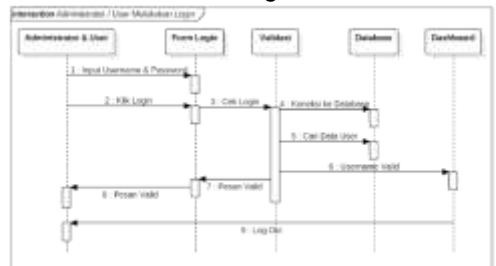 interaction Administrator / User Melakukan Login
Administrator & User
Form Login
Validasi
Database
Dashboard
1 : Input Username & Password
2 : Klik Login
3 : Cek Login
4 : Koneksi ke Database
5 : Cari Data User
6 : Username Valid
7 : Pesan Valid
8 : Pesan Valid
9 : Log Out